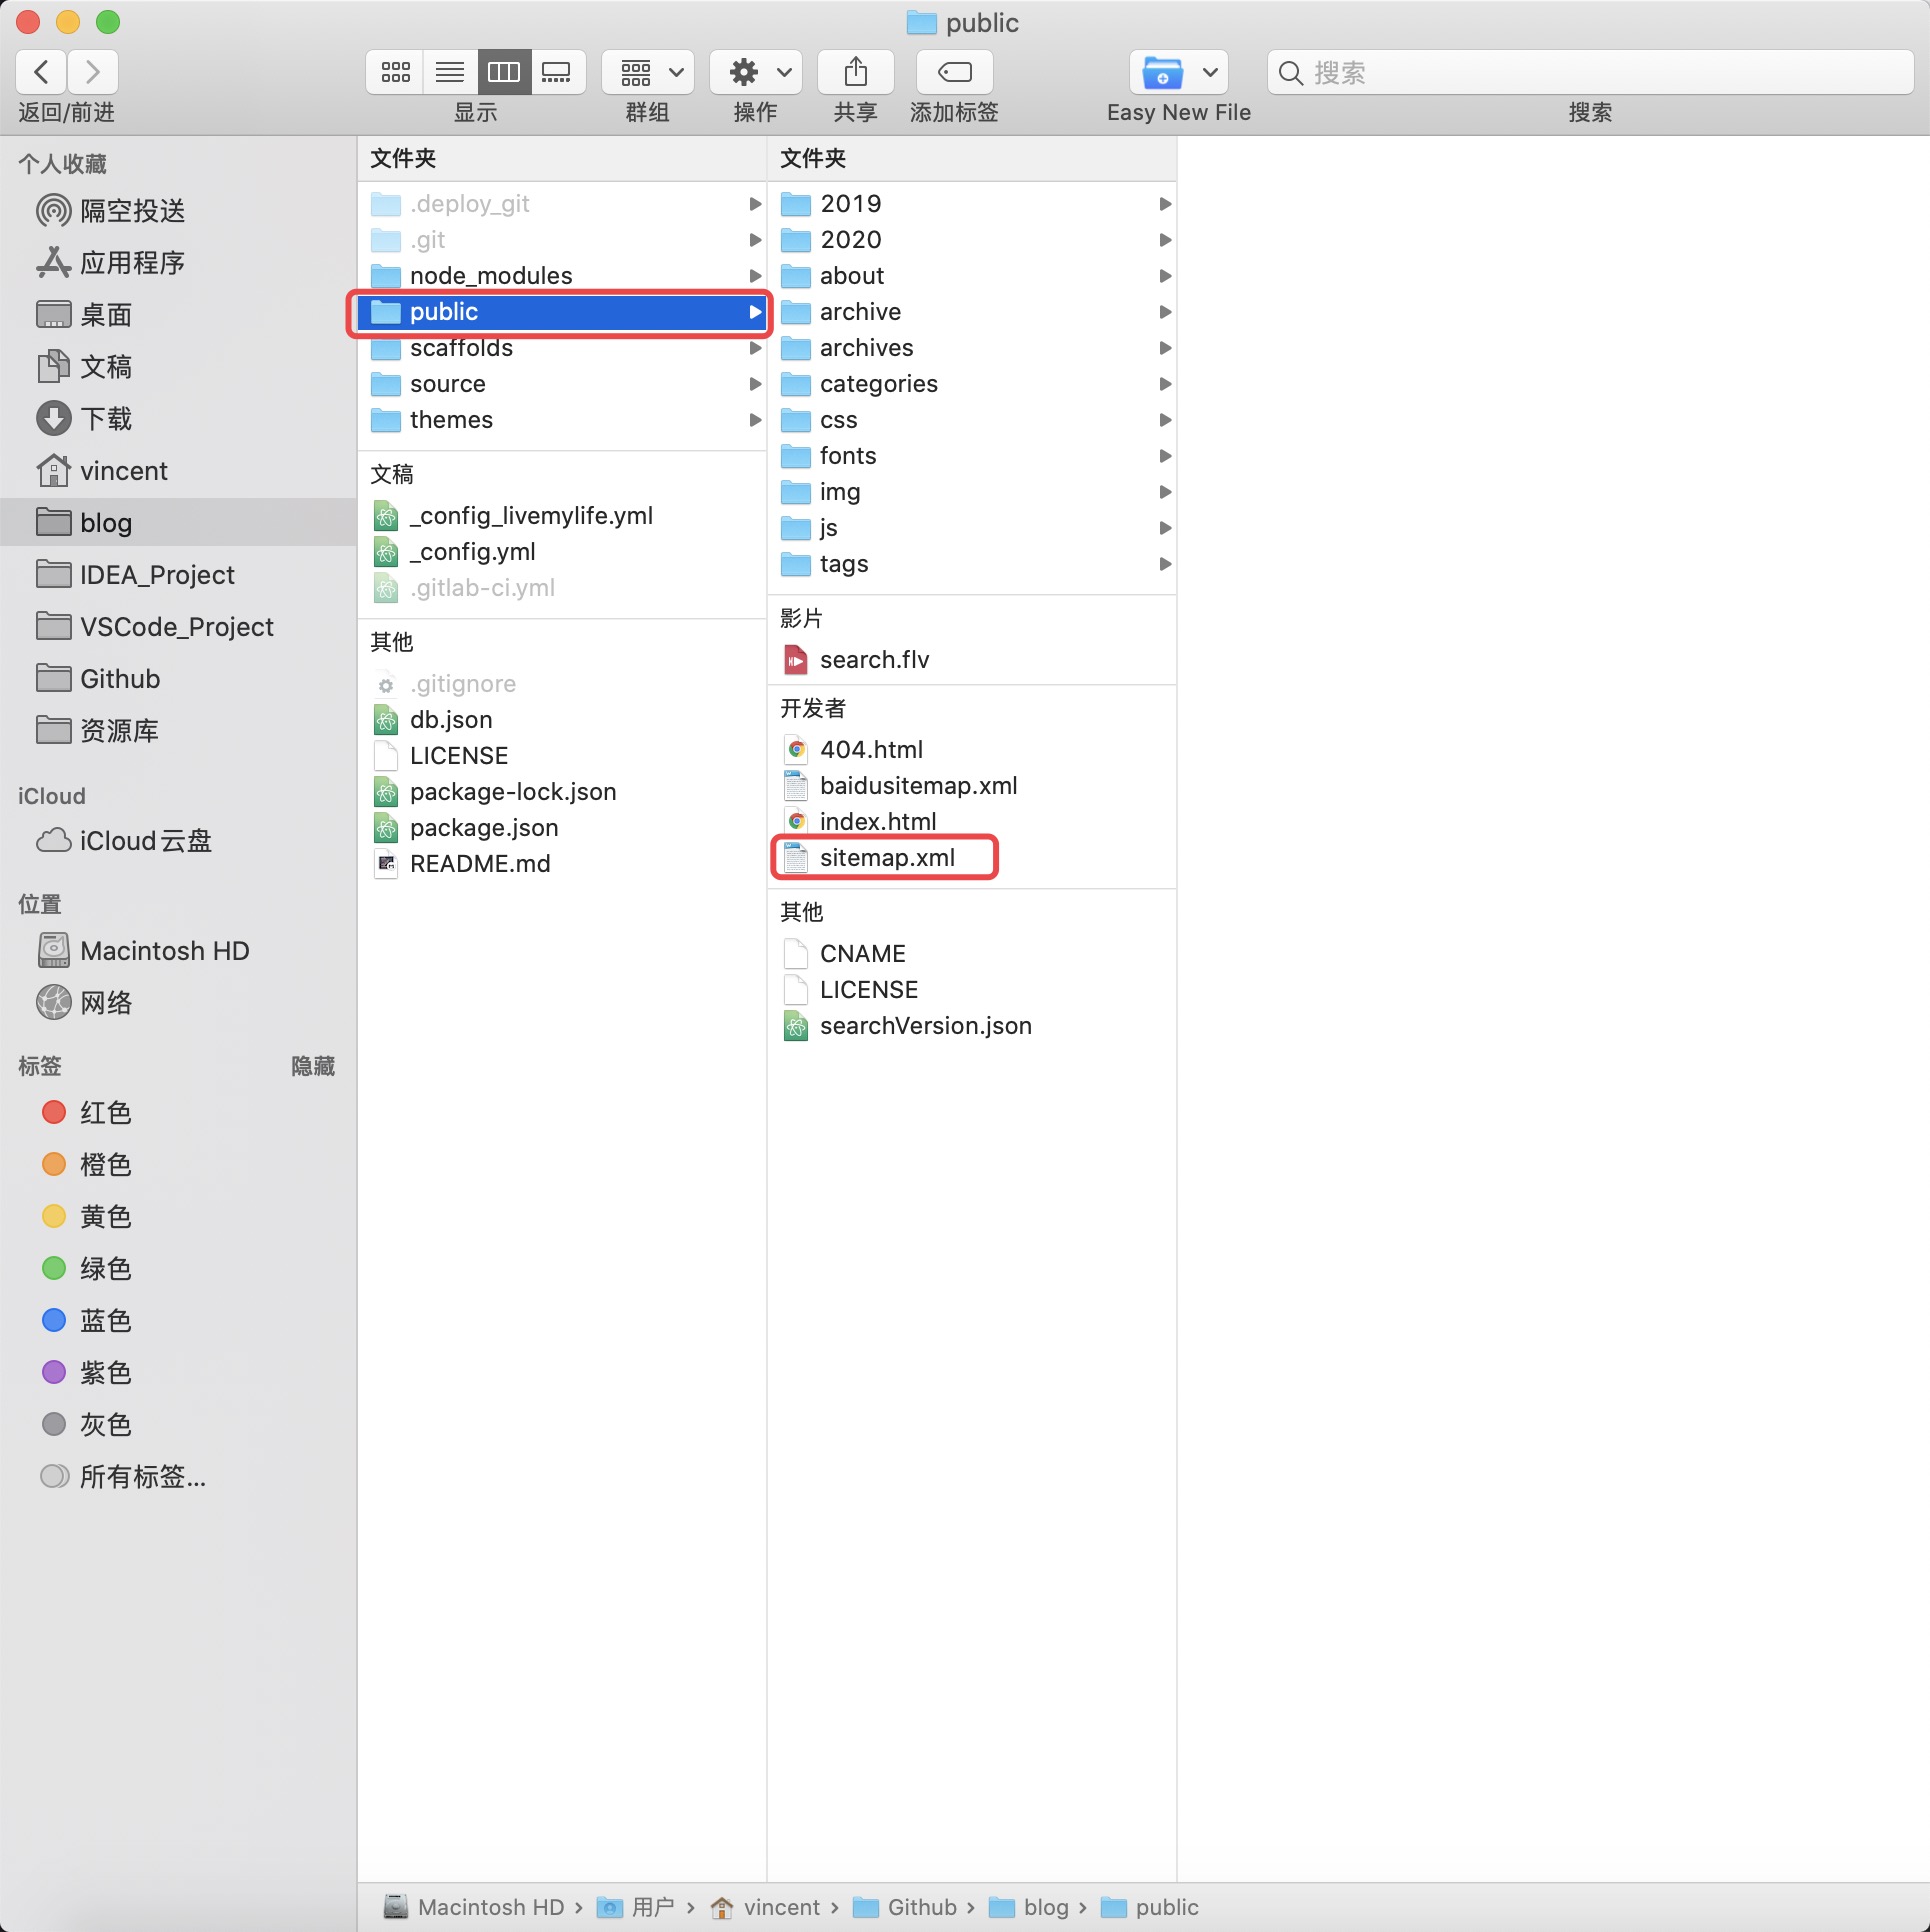 public
搜索
返回/前进
显示
群组
操作
共享
添加标签
Easy New File
搜索
个人收藏
隔空投送
应用程序
桌面
文稿
下载
vincent
blog
IDEA_Project
VSCode_Project
Github
资源库
iCloud
iCloud云盘
位置
Macintosh HD
网络
标签
隐藏
红色
橙色
黄色
绿色
蓝色
紫色
灰色
所有标签...
文件夹
.deploy_git
.git
node_modules
public
scaffolds
source
themes
文稿
_config_livemylife.yml
_config.yml
.gitlab-ci.yml
其他
.gitignore
db.json
LICENSE
package-lock.json
package.json
README.md
文件夹
2019
2020
about
archive
archives
categories
css
fonts
img
js
tags
影片
search.flv
开发者
404.html
baidusitemap.xml
index.html
sitemap.xml
其他
CNAME
LICENSE
searchVersion.json
Macintosh HD › 用户 › vincent › Github › blog › public